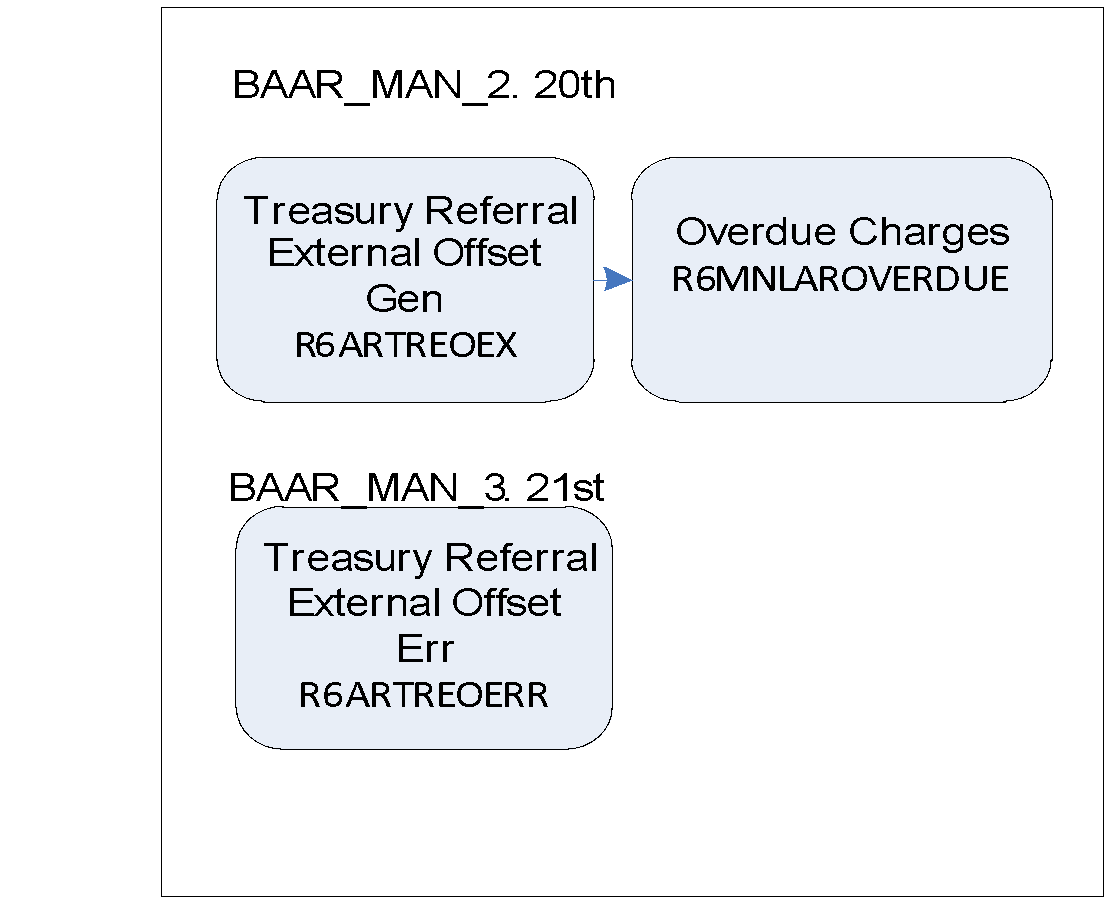 BAAR_MAN_2. 20th
Treasury Referral
External Offset
Gen
R6ARTREOEX
Overdue Charges
R6MNLAROVERDUE
BAAR_MAN_3. 21st
Treasury Referral
External Offset
Err
R6ARTREOERR